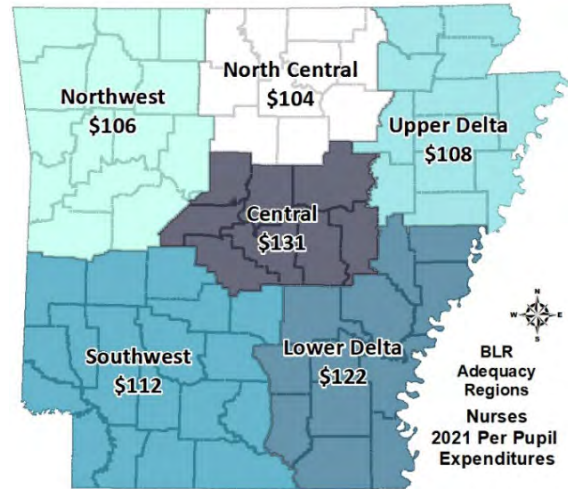 North Central
$104
Northwest
$106
Upper Delta
$108
Central
$131
Southwest
$112
Lower Delta
$122
N
W
E
S
BLR
Adequacy
Regions
Nurses
2021 Per Pupil
Expenditures